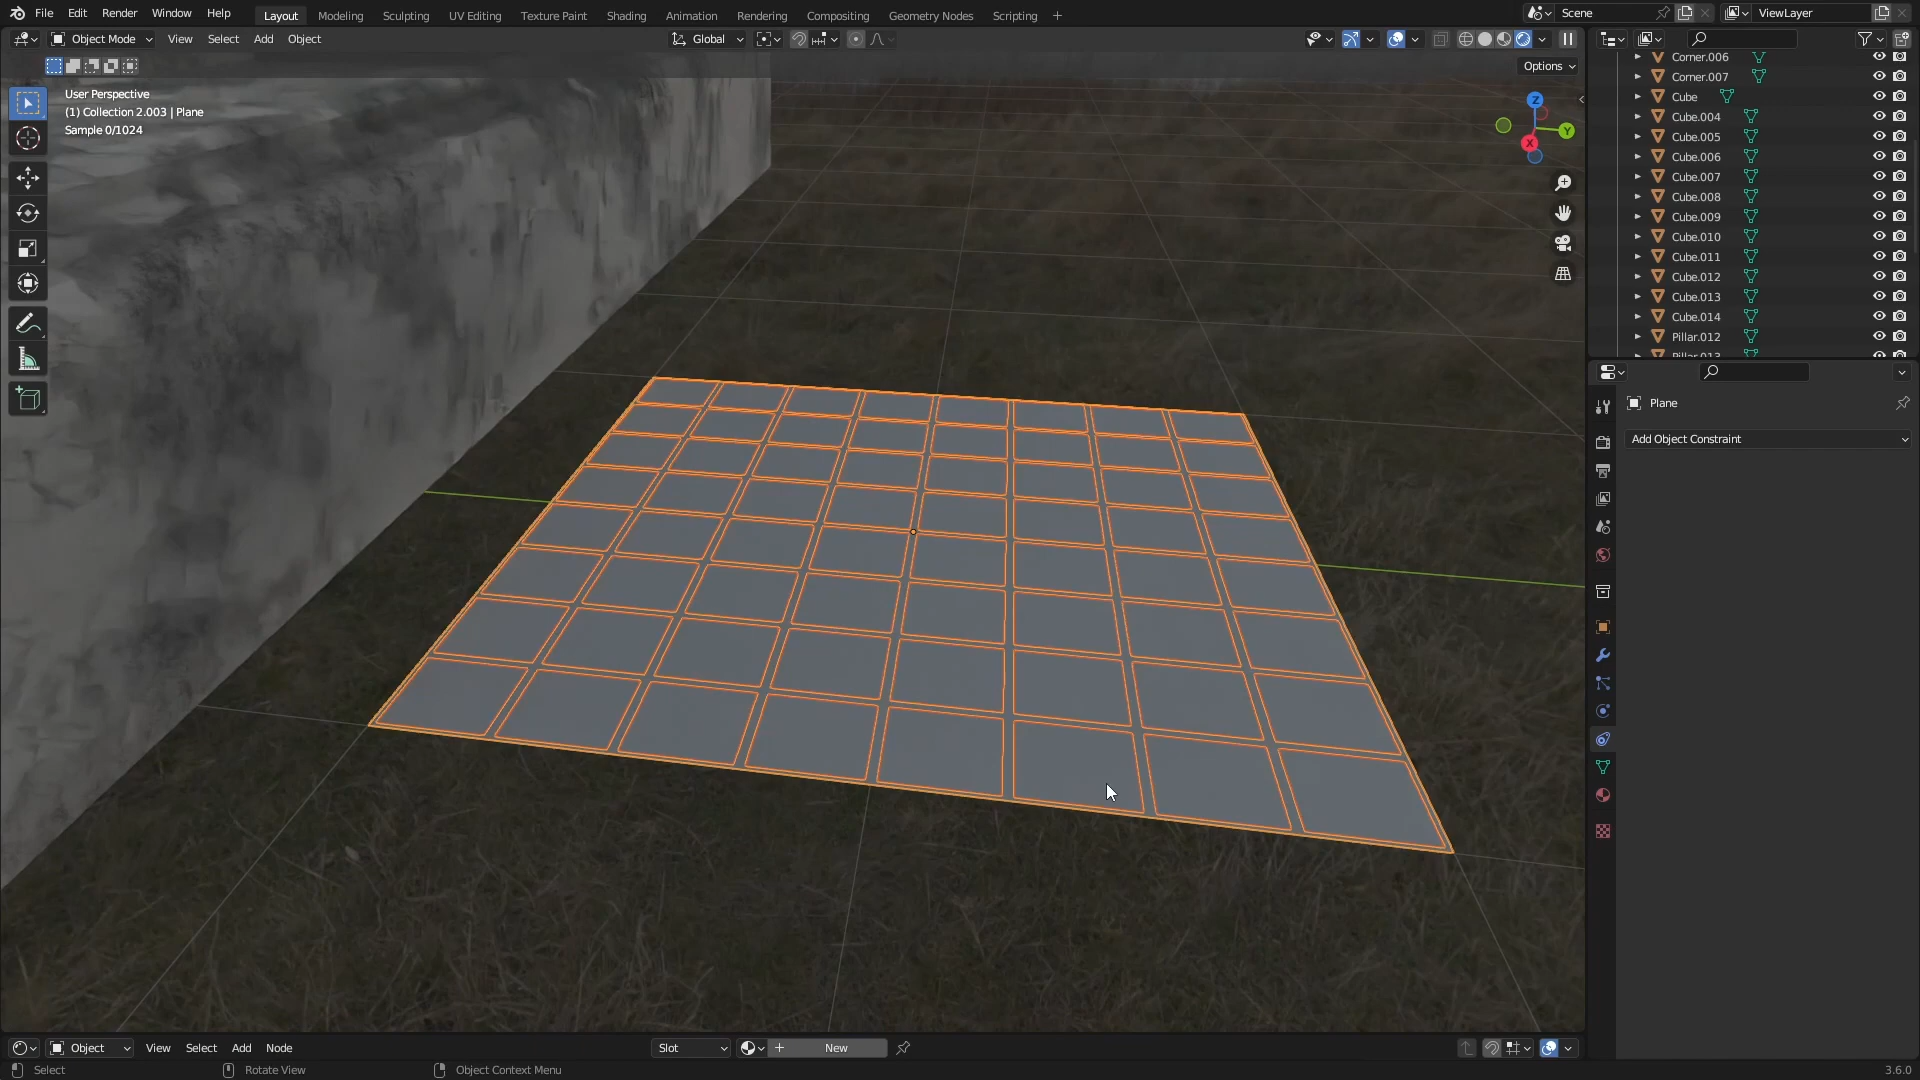 File Edit Render Window Help Layout Modeling Sculpting UV Editing Texture Paint Shading Animation Rendering Compositing Geometry Nodes Scripting + Scene ViewLayer
Object Mode View Select Add Object Global
Options
User Perspective
(1) Collection 2.003 | Plane
Sample 0/1024
Z
Y
X
Corner.006
Corner.007
Cube
Cube.004
Cube.005
Cube.006
Cube.007
Cube.008
Cube.009
Cube.010
Cube.011
Cube.012
Cube.013
Cube.014
Pillar.012
Pillar.013
Plane
Add Object Constraint
Object View Select Add Node Slot + New
Select Rotate View Object Context Menu 3.6.0